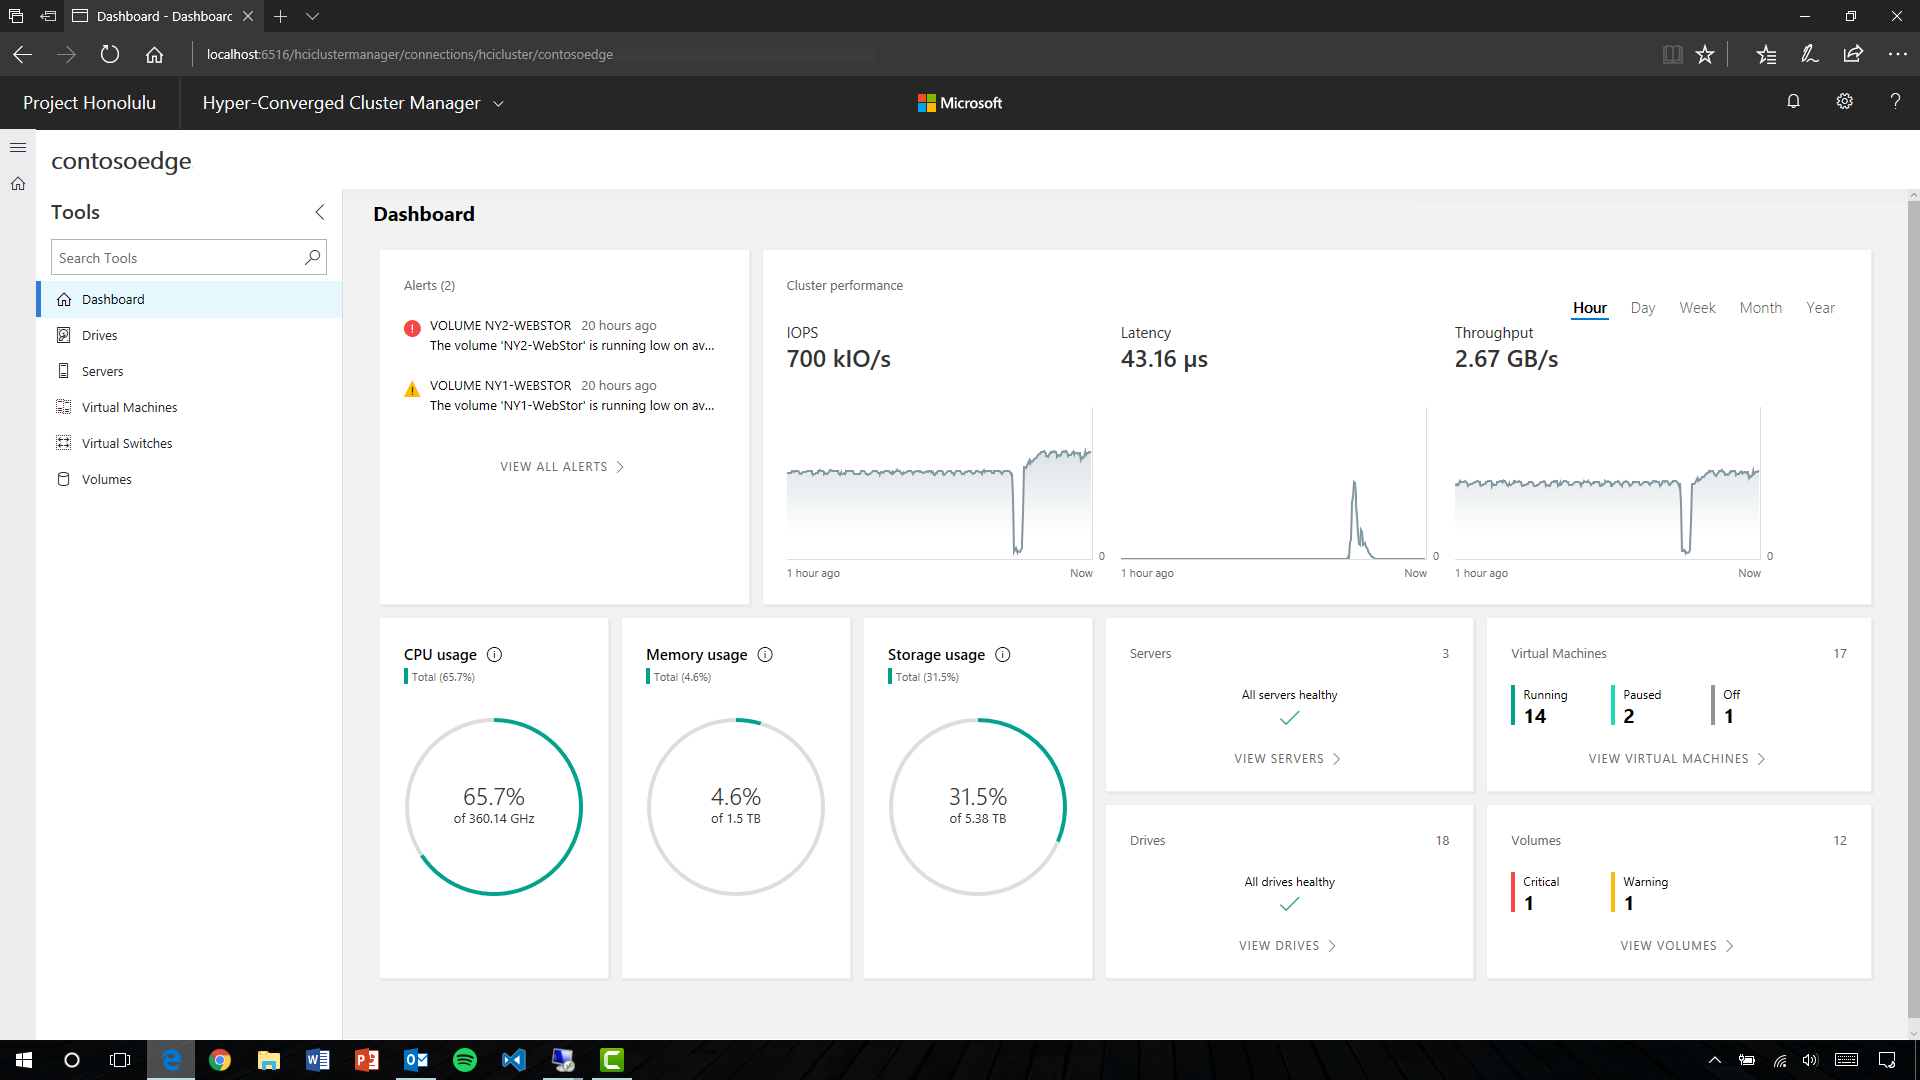 Dashboard - Dashboard
localhost:6516/hciclustermanager/connections/hcicluster/contosoedge
Project Honolulu
Hyper-Converged Cluster Manager
Microsoft
?
contosoedge
Tools
Search Tools
Dashboard
Drives
Servers
Virtual Machines
Virtual Switches
Volumes
Dashboard
Alerts (2)
VOLUME NY2-WEBSTOR 20 hours ago
The volume 'NY2-WebStor' is running low on av...
VOLUME NY1-WEBSTOR 20 hours ago
The volume 'NY1-WebStor' is running low on av...
VIEW ALL ALERTS
Cluster performance
Hour Day Week Month Year
IOPS
700 kIO/s
0
1 hour ago Now
Latency
43.16 µs
0
1 hour ago Now
Throughput
2.67 GB/s
0
1 hour ago Now
CPU usage
Total (65.7%)
65.7%
of 360.14 GHz
Memory usage
Total (4.6%)
4.6%
of 1.5 TB
Storage usage
Total (31.5%)
31.5%
of 5.38 TB
Servers 3
All servers healthy
VIEW SERVERS
Virtual Machines 17
Running Paused Off
14 2 1
VIEW VIRTUAL MACHINES
Drives 18
All drives healthy
VIEW DRIVES
Volumes 12
Critical Warning
1 1
VIEW VOLUMES